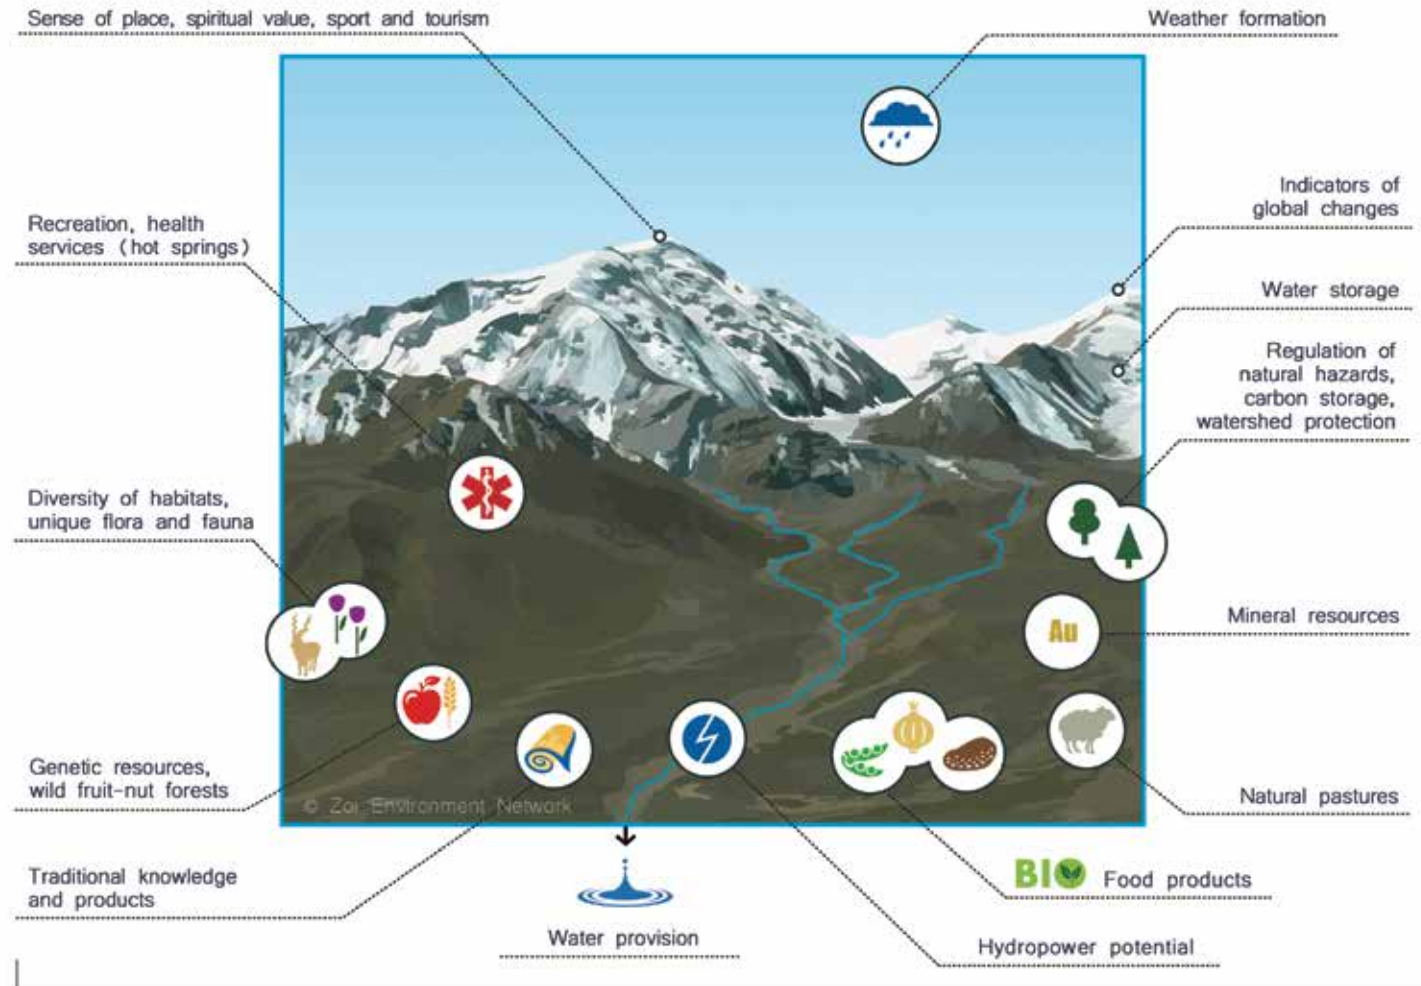 Sense of place, spiritual value, sport and tourism
Weather formation
Indicators of
global changes
Recreation, health
services (hot springs)
Water storage
Regulation of
natural hazards,
carbon storage,
watershed protection
Diversity of habitats,
unique flora and fauna
Au
Mineral resources
Genetic resources,
wild fruit-nut forests
Natural pastures
© Zoï Environment Network
Traditional knowledge
and products
BIO Food products
Water provision
Hydropower potential